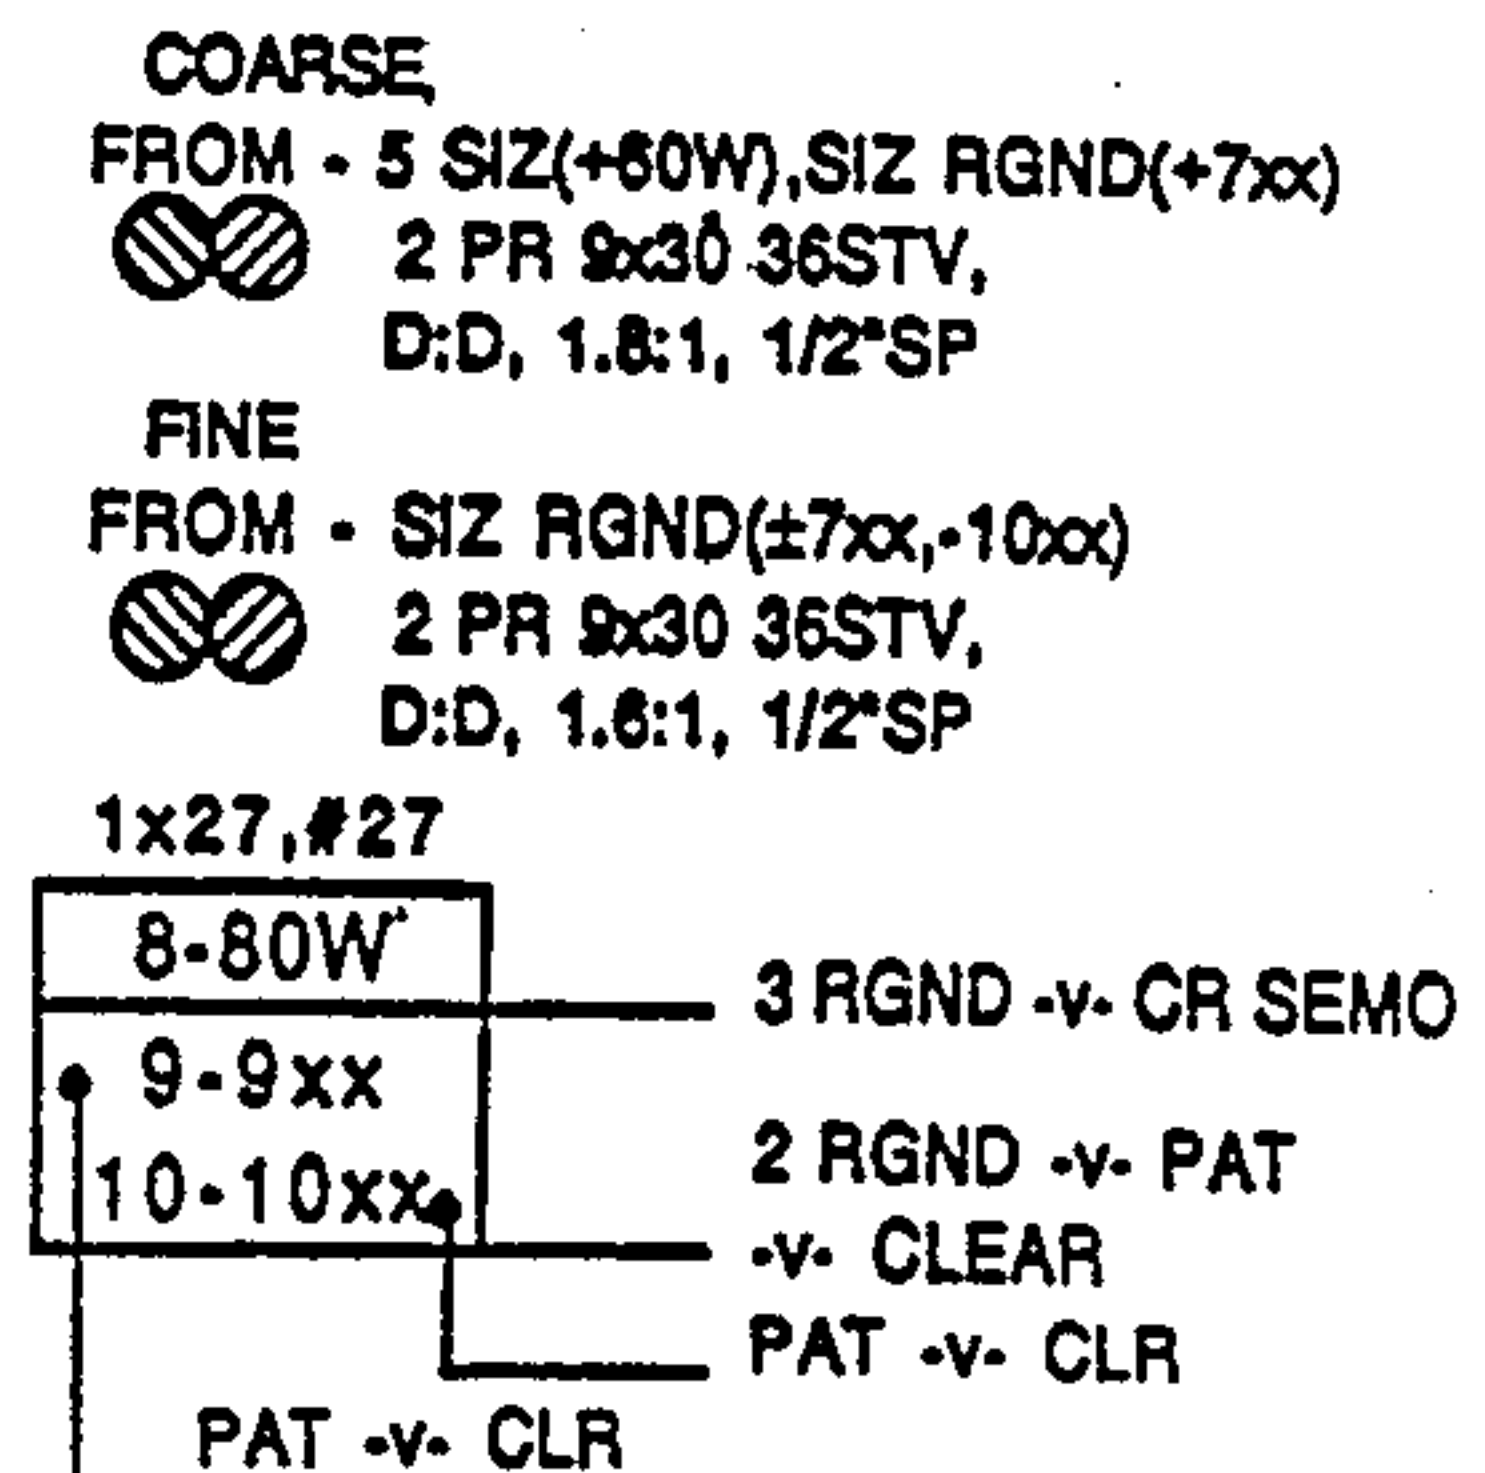 COARSE,
FROM - 5 SIZ(+60W),SIZ RGND(+7xx)
2 PR 9x30 36STV,
D:D, 1.8:1, 1/2"SP
FINE
FROM - SIZ RGND(±7xx,-10xx)
2 PR 9x30 36STV,
D:D, 1.6:1, 1/2"SP
1x27,#27
8-80W
3 RGND -v- CR SEMO
9-9xx
2 RGND -v- PAT
10-10xx
-v- CLEAR
PAT -v- CLR
PAT -v- CLR